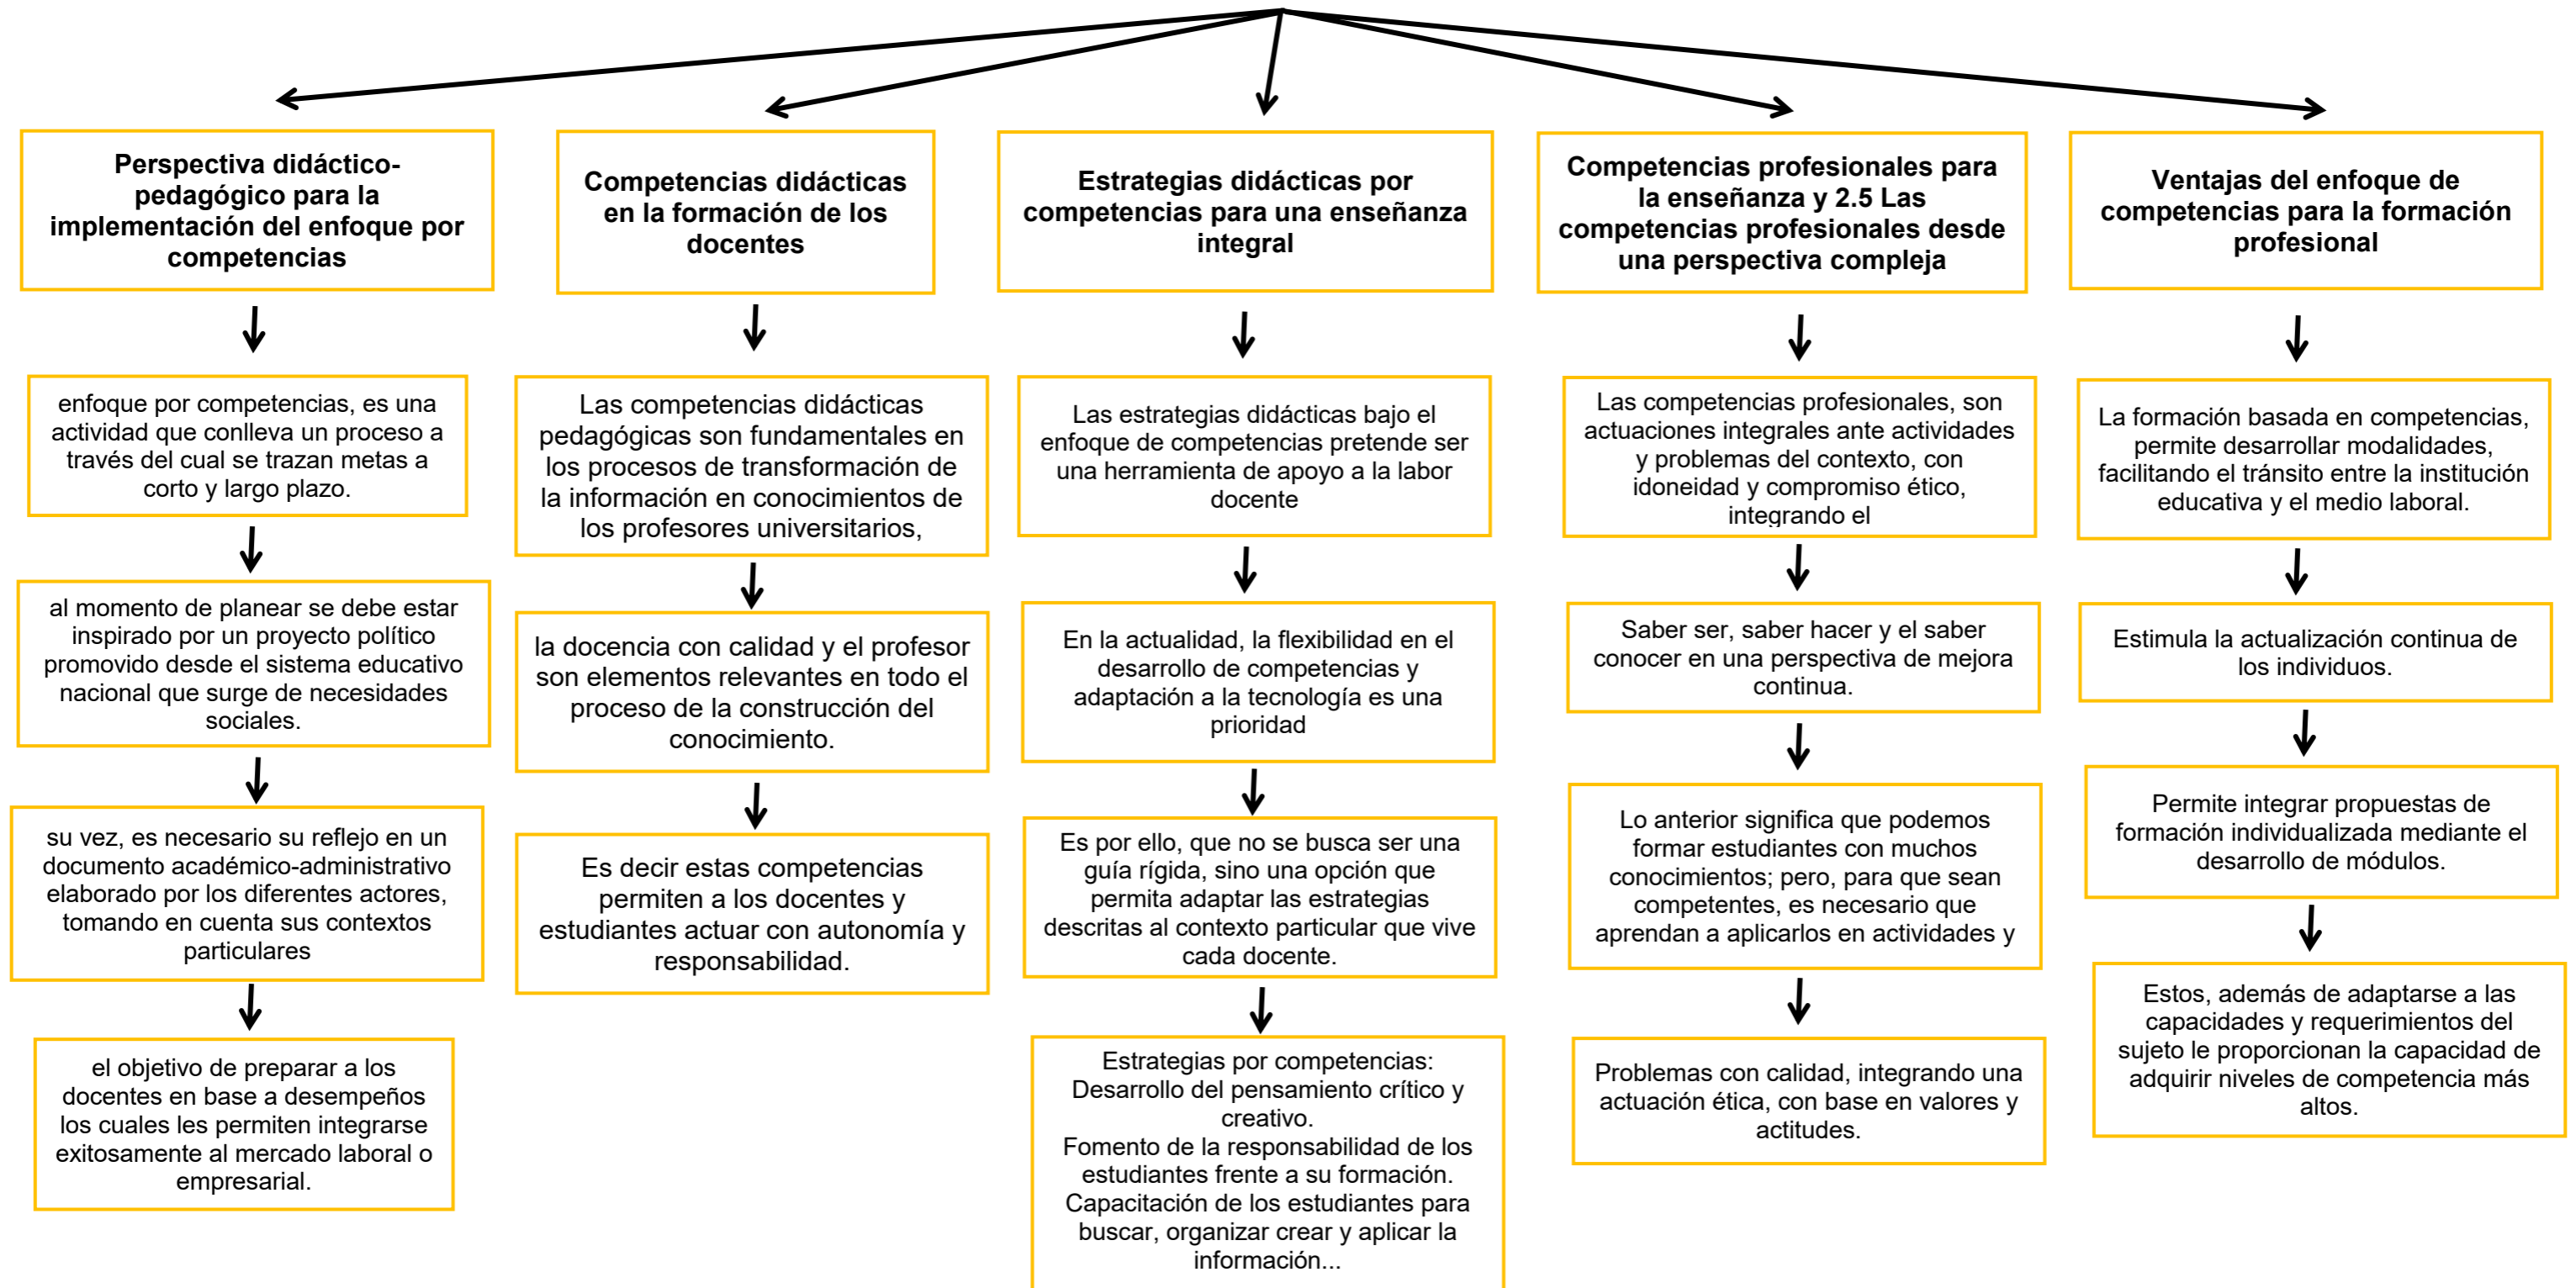 Perspectiva didáctico-
pedagógico para la
implementación del enfoque por
competencias
enfoque por competencias, es una
actividad que conlleva un proceso a
través del cual se trazan metas a
corto y largo plazo.
al momento de planear se debe estar
inspirado por un proyecto político
promovido desde el sistema educativo
nacional que surge de necesidades
sociales.
su vez, es necesario su reflejo en un
documento académico-administrativo
elaborado por los diferentes actores,
tomando en cuenta sus contextos
particulares
el objetivo de preparar a los
docentes en base a desempeños
los cuales les permiten integrarse
exitosamente al mercado laboral o
empresarial.
Competencias didácticas
en la formación de los
docentes
Las competencias didácticas
pedagógicas son fundamentales en
los procesos de transformación de
la información en conocimientos de
los profesores universitarios,
la docencia con calidad y el profesor
son elementos relevantes en todo el
proceso de la construcción del
conocimiento.
Es decir estas competencias
permiten a los docentes y
estudiantes actuar con autonomía y
responsabilidad.
Estrategias didácticas por
competencias para una enseñanza
integral
Las estrategias didácticas bajo el
enfoque de competencias pretende ser
una herramienta de apoyo a la labor
docente
En la actualidad, la flexibilidad en el
desarrollo de competencias y
adaptación a la tecnología es una
prioridad
Es por ello, que no se busca ser una
guía rígida, sino una opción que
permita adaptar las estrategias
descritas al contexto particular que vive
cada docente.
Estrategias por competencias:
Desarrollo del pensamiento crítico y
creativo.
Fomento de la responsabilidad de los
estudiantes frente a su formación.
Capacitación de los estudiantes para
buscar, organizar crear y aplicar la
información...
Competencias profesionales para
la enseñanza y 2.5 Las
competencias profesionales desde
una perspectiva compleja
Las competencias profesionales, son
actuaciones integrales ante actividades
y problemas del contexto, con
idoneidad y compromiso ético,
integrando el
Saber ser, saber hacer y el saber
conocer en una perspectiva de mejora
continua.
Lo anterior significa que podemos
formar estudiantes con muchos
conocimientos; pero, para que sean
competentes, es necesario que
aprendan a aplicarlos en actividades y
Problemas con calidad, integrando una
actuación ética, con base en valores y
actitudes.
Ventajas del enfoque de
competencias para la formación
profesional
La formación basada en competencias,
permite desarrollar modalidades,
facilitando el tránsito entre la institución
educativa y el medio laboral.
Estimula la actualización continua de
los individuos.
Permite integrar propuestas de
formación individualizada mediante el
desarrollo de módulos.
Estos, además de adaptarse a las
capacidades y requerimientos del
sujeto le proporcionan la capacidad de
adquirir niveles de competencia más
altos.